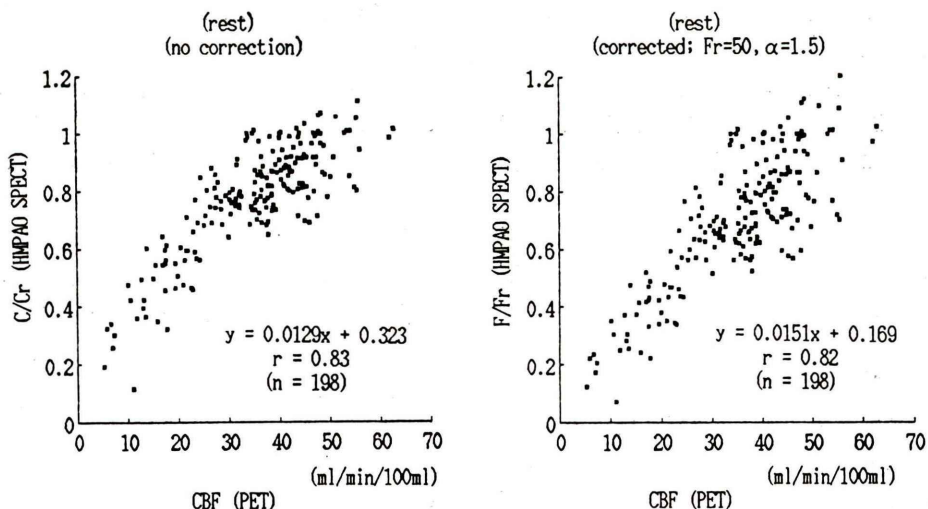 (rest)
(no correction)
1.2
1
0.8
0.6
0.4
0.2
0
C/Cr (HMPAO SPECT)
y = 0.0129x + 0.323
r = 0.83
(n = 198)
0 10 20 30 40 50 60 70
(ml/min/100ml)
CBF (PET)
(rest)
(corrected; Fr=50, α=1.5)
1.2
1
0.8
0.6
0.4
0.2
0
F/Fr (HMPAO SPECT)
y = 0.0151x + 0.169
r = 0.82
(n = 198)
0 10 20 30 40 50 60 70
(ml/min/100ml)
CBF (PET)